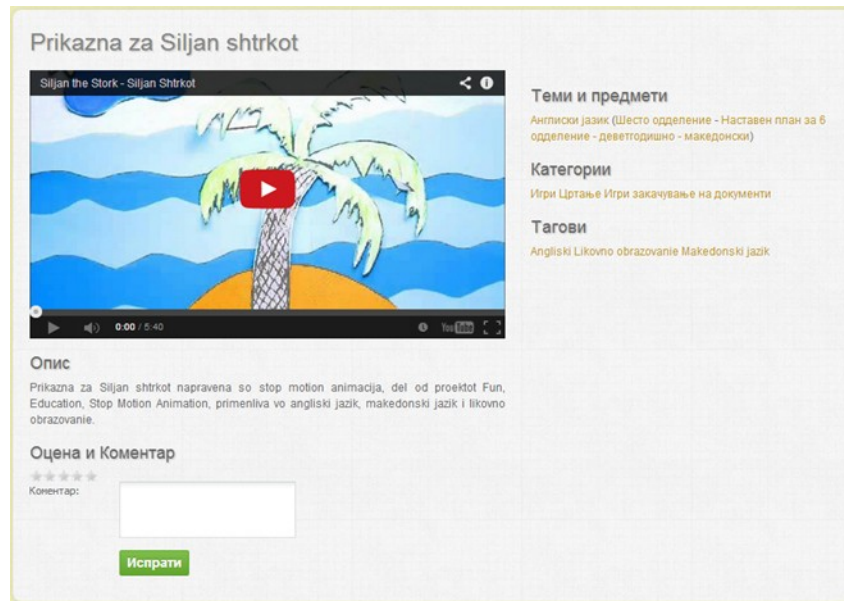 Prikazna za Siljan shtrkot
Siljan the Stork - Siljan Shtrkot
0:00 / 5:40
YouTube
Опис
Prikazna za Siljan shtrkot napravena so stop motion animacija, del od proektot Fun,
Education, Stop Motion Animation, primenliva vo angliski jazik, makedonski jazik i likovno
obrazovanie.
Оцена и Коментар
Коментар:
Испрати
Теми и предмети
Англиски јазик (Шесто одделение - Наставен план за 6
одделение - деветгодишно - македонски)
Категории
Игри Цртање Игри закачување на документи
Тагови
Angliski Likovno obrazovanie Makedonski jazik